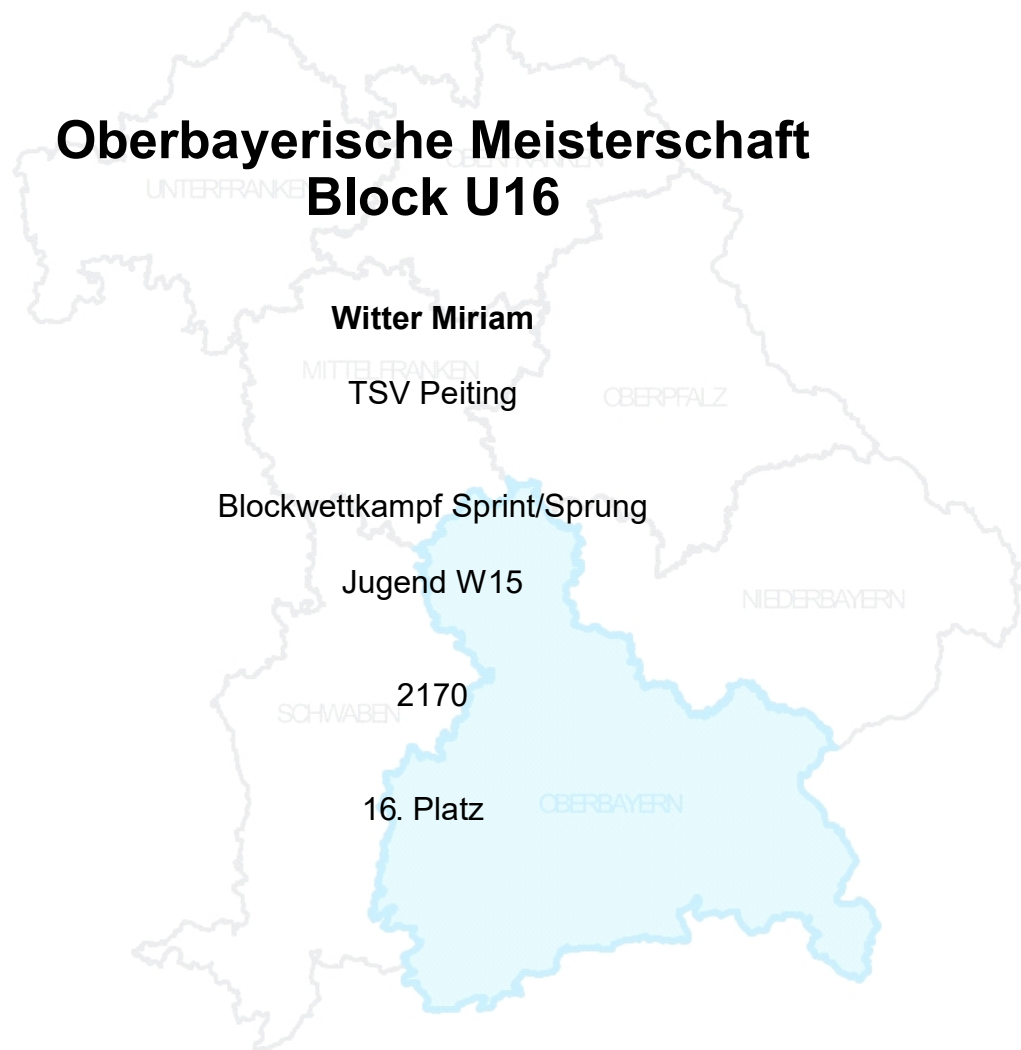 Oberbayerische Meisterschaft
OBERFRANKEN
UNTERFRANKEN
Block U16
Witter Miriam
MITTELFRANKEN
TSV Peiting
OBERPFALZ
Blockwettkampf Sprint/Sprung
Jugend W15
NIEDERBAYERN
2170
SCHWABEN
16. Platz
OBERBAYERN